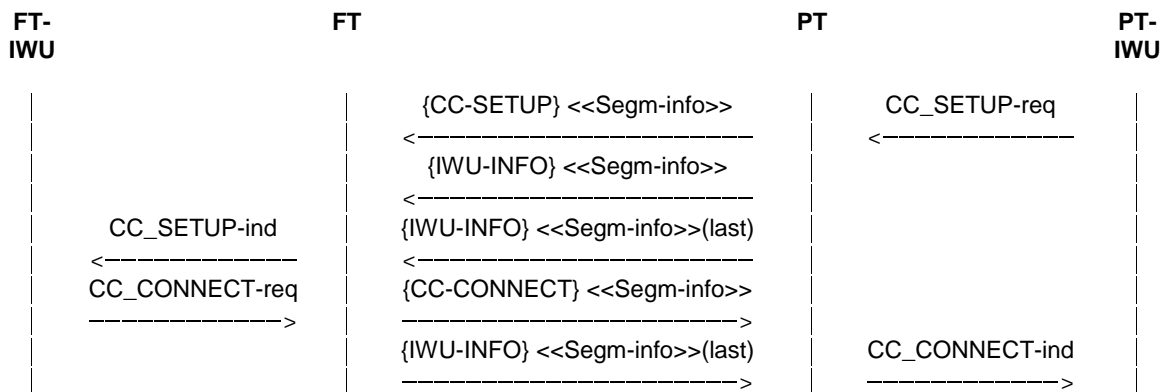 FT-IWU FT PT PT-IWU
{CC-SETUP} <<Segm-info>> CC_SETUP-req
{IWU-INFO} <<Segm-info>>
CC_SETUP-ind {IWU-INFO} <<Segm-info>>(last)
CC_CONNECT-req {CC-CONNECT} <<Segm-info>>
{IWU-INFO} <<Segm-info>>(last) CC_CONNECT-ind